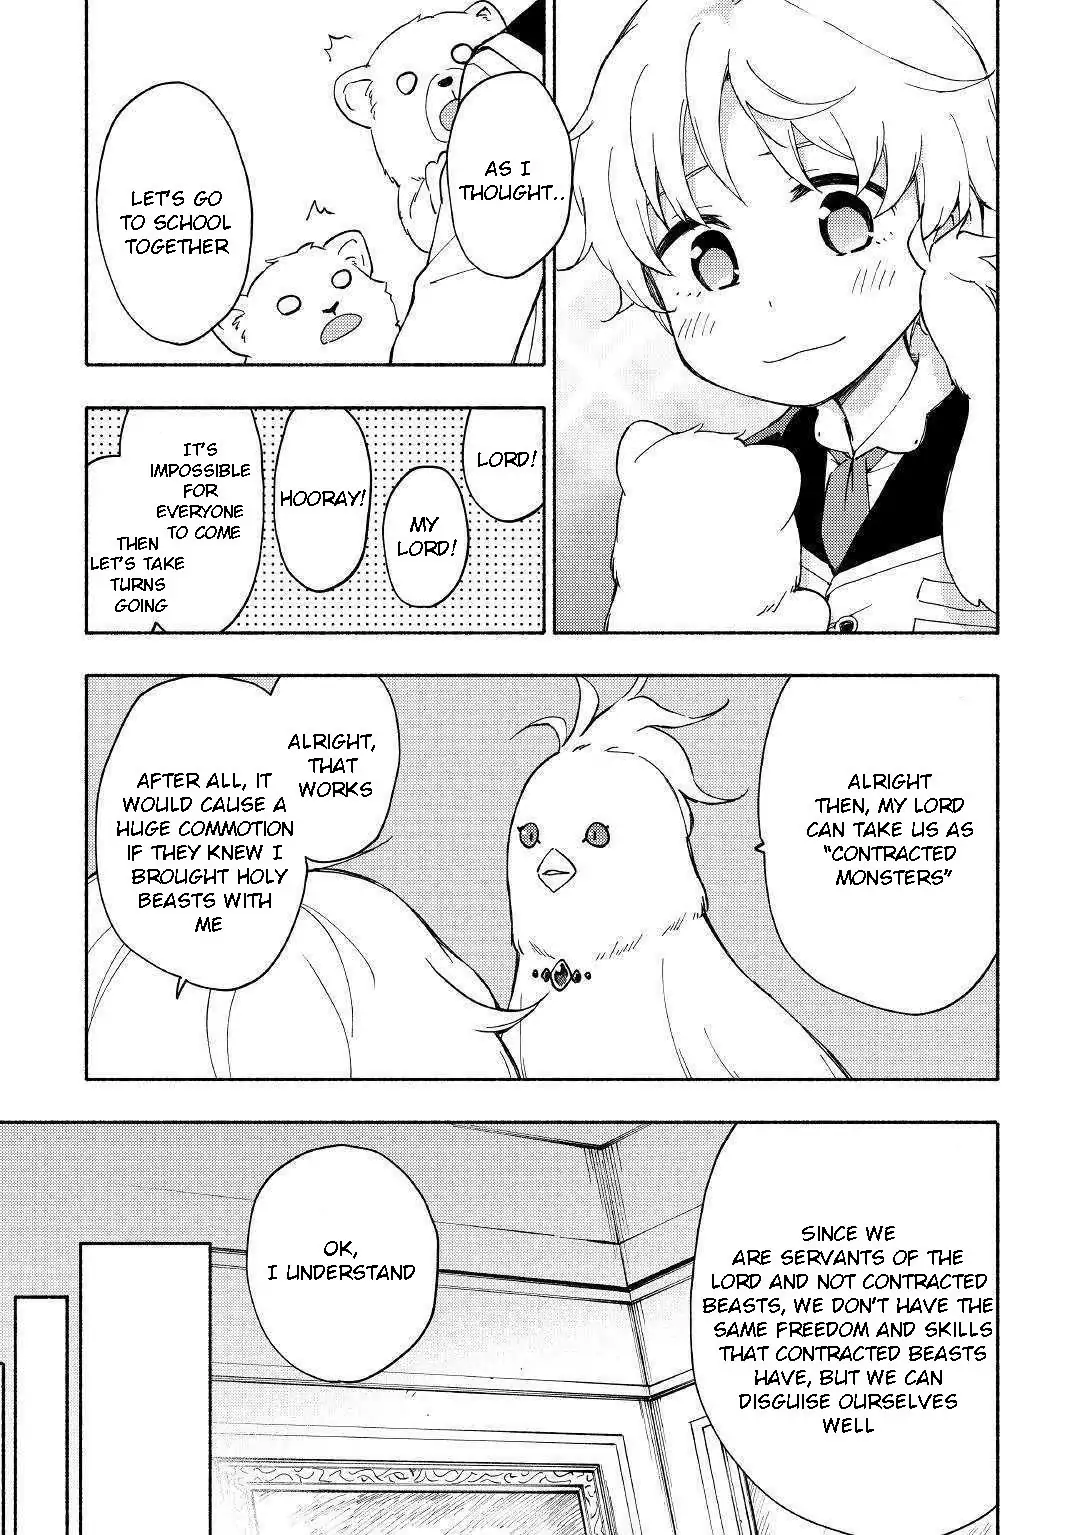 AS I
THOUGHT..
LET'S GO
TO SCHOOL
TOGETHER
LORD!
MY
LORD!
HOORAY!
IT'S
IMPOSSIBLE
FOR
EVERYONE
TO COME
THEN
LET'S TAKE
TURNS
GOING
ALRIGHT
THEN, MY LORD
CAN TAKE US AS
"CONTRACTED
MONSTERS"
ALRIGHT,
THAT
WORKS
AFTER ALL, IT
WOULD CAUSE A
HUGE COMMOTION
IF THEY KNEW I
BROUGHT HOLY
BEASTS WITH
ME
SINCE WE
ARE SERVANTS OF THE
LORD AND NOT CONTRACTED
BEASTS, WE DON'T HAVE THE
SAME FREEDOM AND SKILLS
THAT CONTRACTED BEASTS
HAVE, BUT WE CAN
DISGUISE OURSELVES
WELL
OK,
I UNDERSTAND